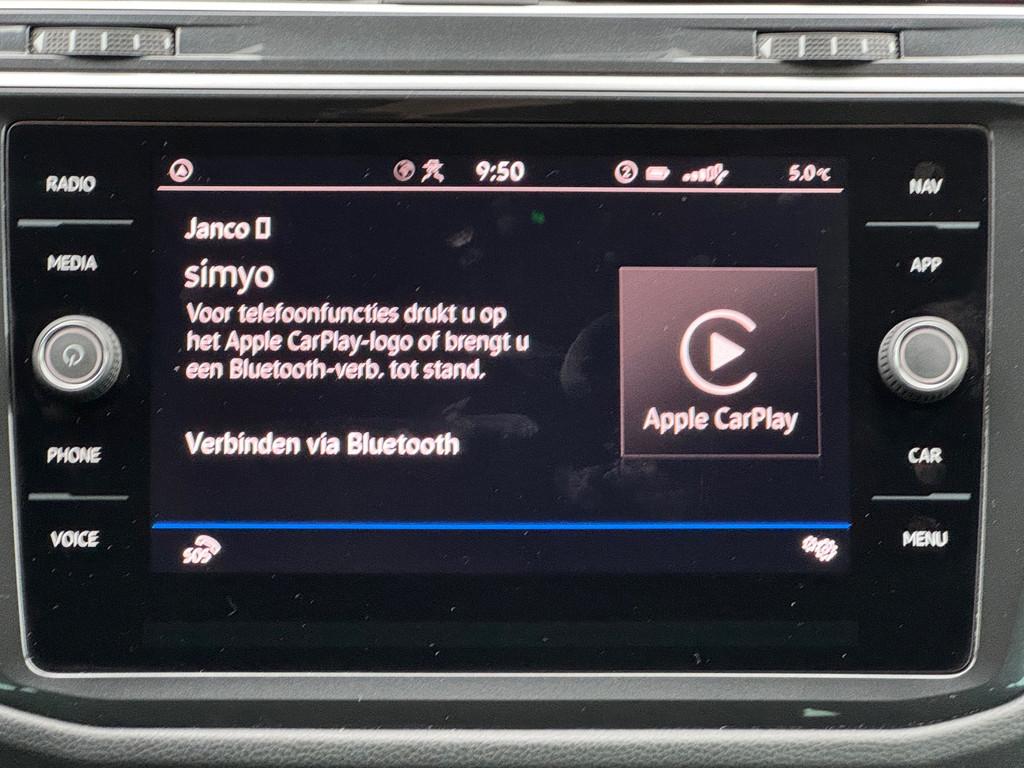 RADIO
MEDIA
PHONE
VOICE
9:50
2
5.0°C
Janco
simyo
Voor telefoonfuncties drukt u op
het Apple CarPlay-logo of brengt u
een Bluetooth-verb. tot stand.
Verbinden via Bluetooth
Apple CarPlay
SOS
NAV
APP
CAR
MENU